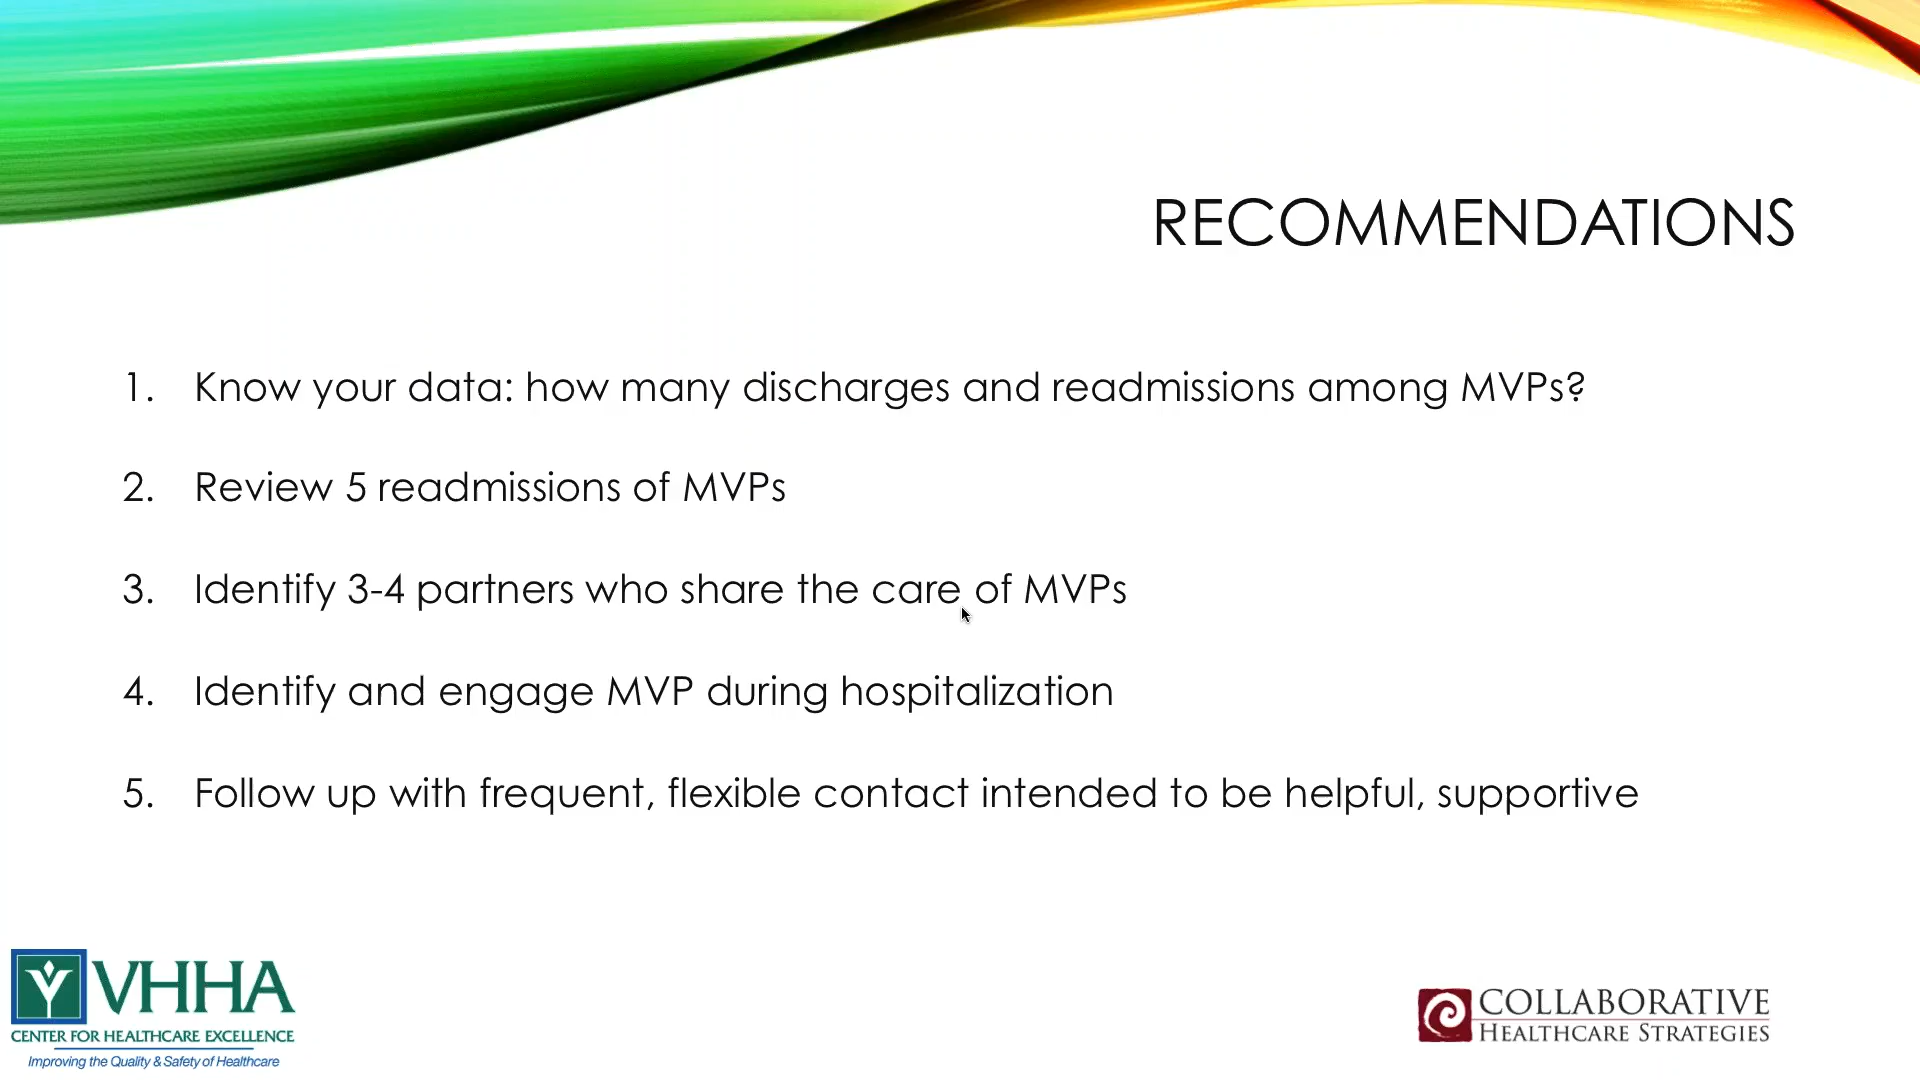 RECOMMENDATIONS
1. Know your data: how many discharges and readmissions among MVPs?
2. Review 5 readmissions of MVPs
3. Identify 3-4 partners who share the care of MVPs
4. Identify and engage MVP during hospitalization
5. Follow up with frequent, flexible contact intended to be helpful, supportive
VHHA
CENTER FOR HEALTHCARE EXCELLENCE
Improving the Quality & Safety of Healthcare
COLLABORATIVE
HEALTHCARE STRATEGIES